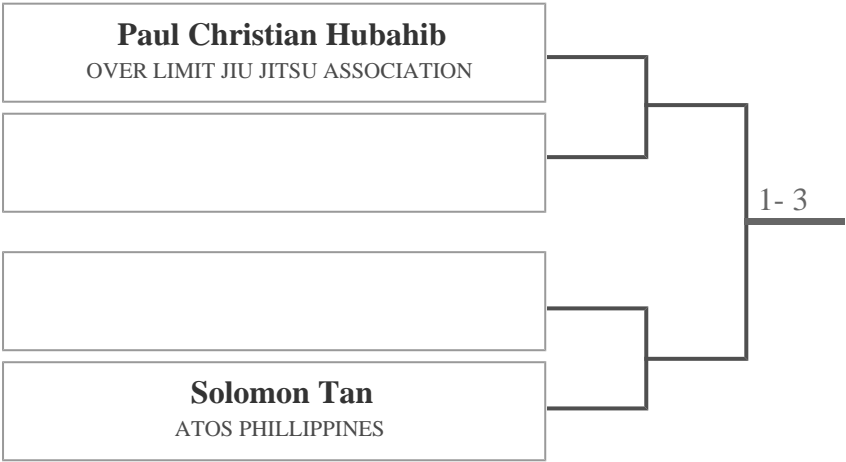 Paul Christian Hubahib
OVER LIMIT JIU JITSU ASSOCIATION
1- 3
Solomon Tan
ATOS PHILLIPPINES